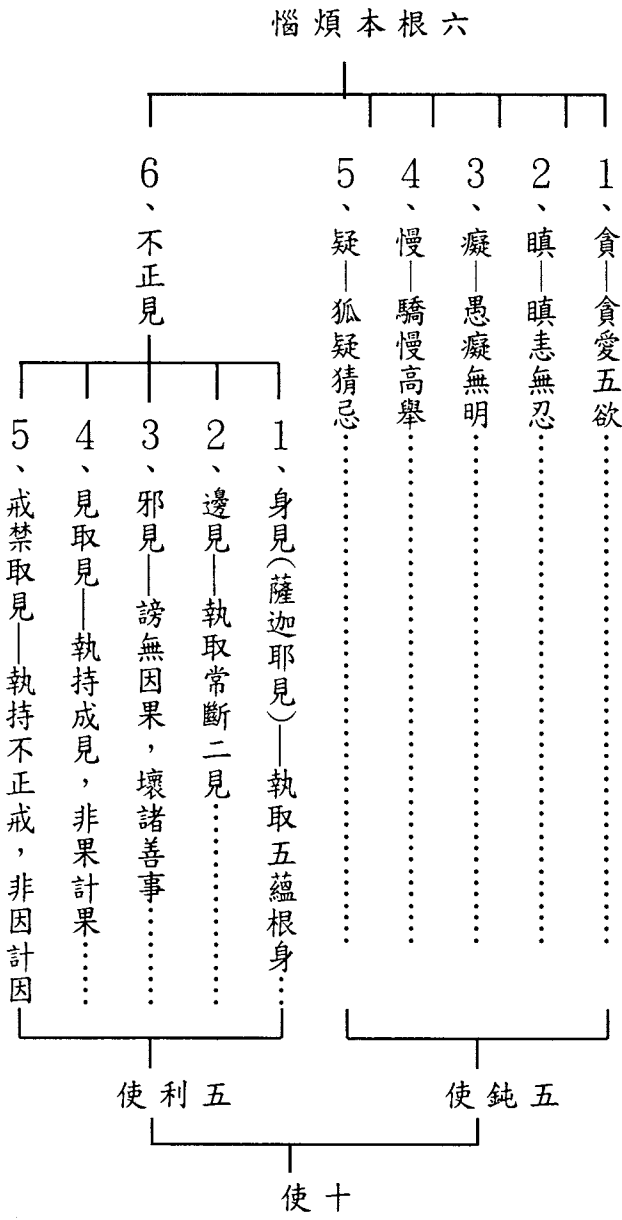 六根本煩惱
1、貪——貪愛五欲
2、瞋——瞋恚無忍
3、癡——愚癡無明
4、慢——驕慢高舉
5、疑——狐疑猜忌
6、不正見
1、身見(薩迦耶見)——執取五蘊根身
2、邊見——執取常斷二見
3、邪見——謗無因果，壞諸善事
4、見取見——執持成見，非果計果
5、戒禁取見——執持不正戒，非因計因
五鈍使
五利使
十使